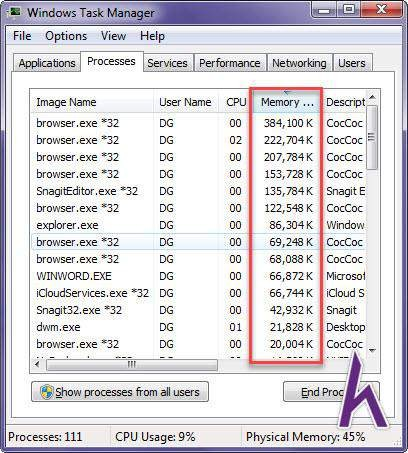 Windows Task Manager
File Options View Help
Applications Processes Services Performance Networking Users
Image Name User Name CPU Memory ... Descript
browser.exe *32 DG 00 384,100 K CocCoc
browser.exe *32 DG 02 222,704 K CocCoc
browser.exe *32 DG 00 207,784 K CocCoc
browser.exe *32 DG 00 153,728 K CocCoc
SnagitEditor.exe *32 DG 00 135,784 K Snagit E
browser.exe *32 DG 00 122,548 K CocCoc
explorer.exe DG 00 86,304 K Window
browser.exe *32 DG 00 69,248 K CocCoc
browser.exe *32 DG 00 68,088 K CocCoc
WINWORD.EXE DG 00 66,872 K Microsof
iCloudServices.exe *32 DG 00 66,744 K iCloud S
Snagit32.exe *32 DG 00 42,932 K Snagit
dwm.exe DG 01 21,828 K Desktop
browser.exe *32 DG 00 20,004 K CocCoc
Show processes from all users End Proc
Processes: 111 CPU Usage: 9% Physical Memory: 45%